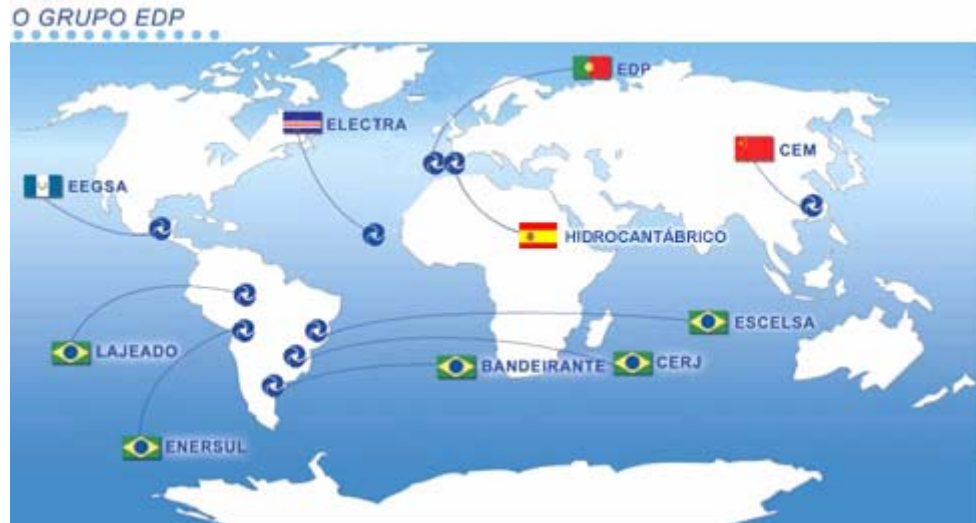 O GRUPO EDP
EDP
ELECTRA
CEM
EEGSA
HIDROCANTÁBRICO
ESCELSA
LAJEADO
BANDEIRANTE
CERJ
ENERSUL